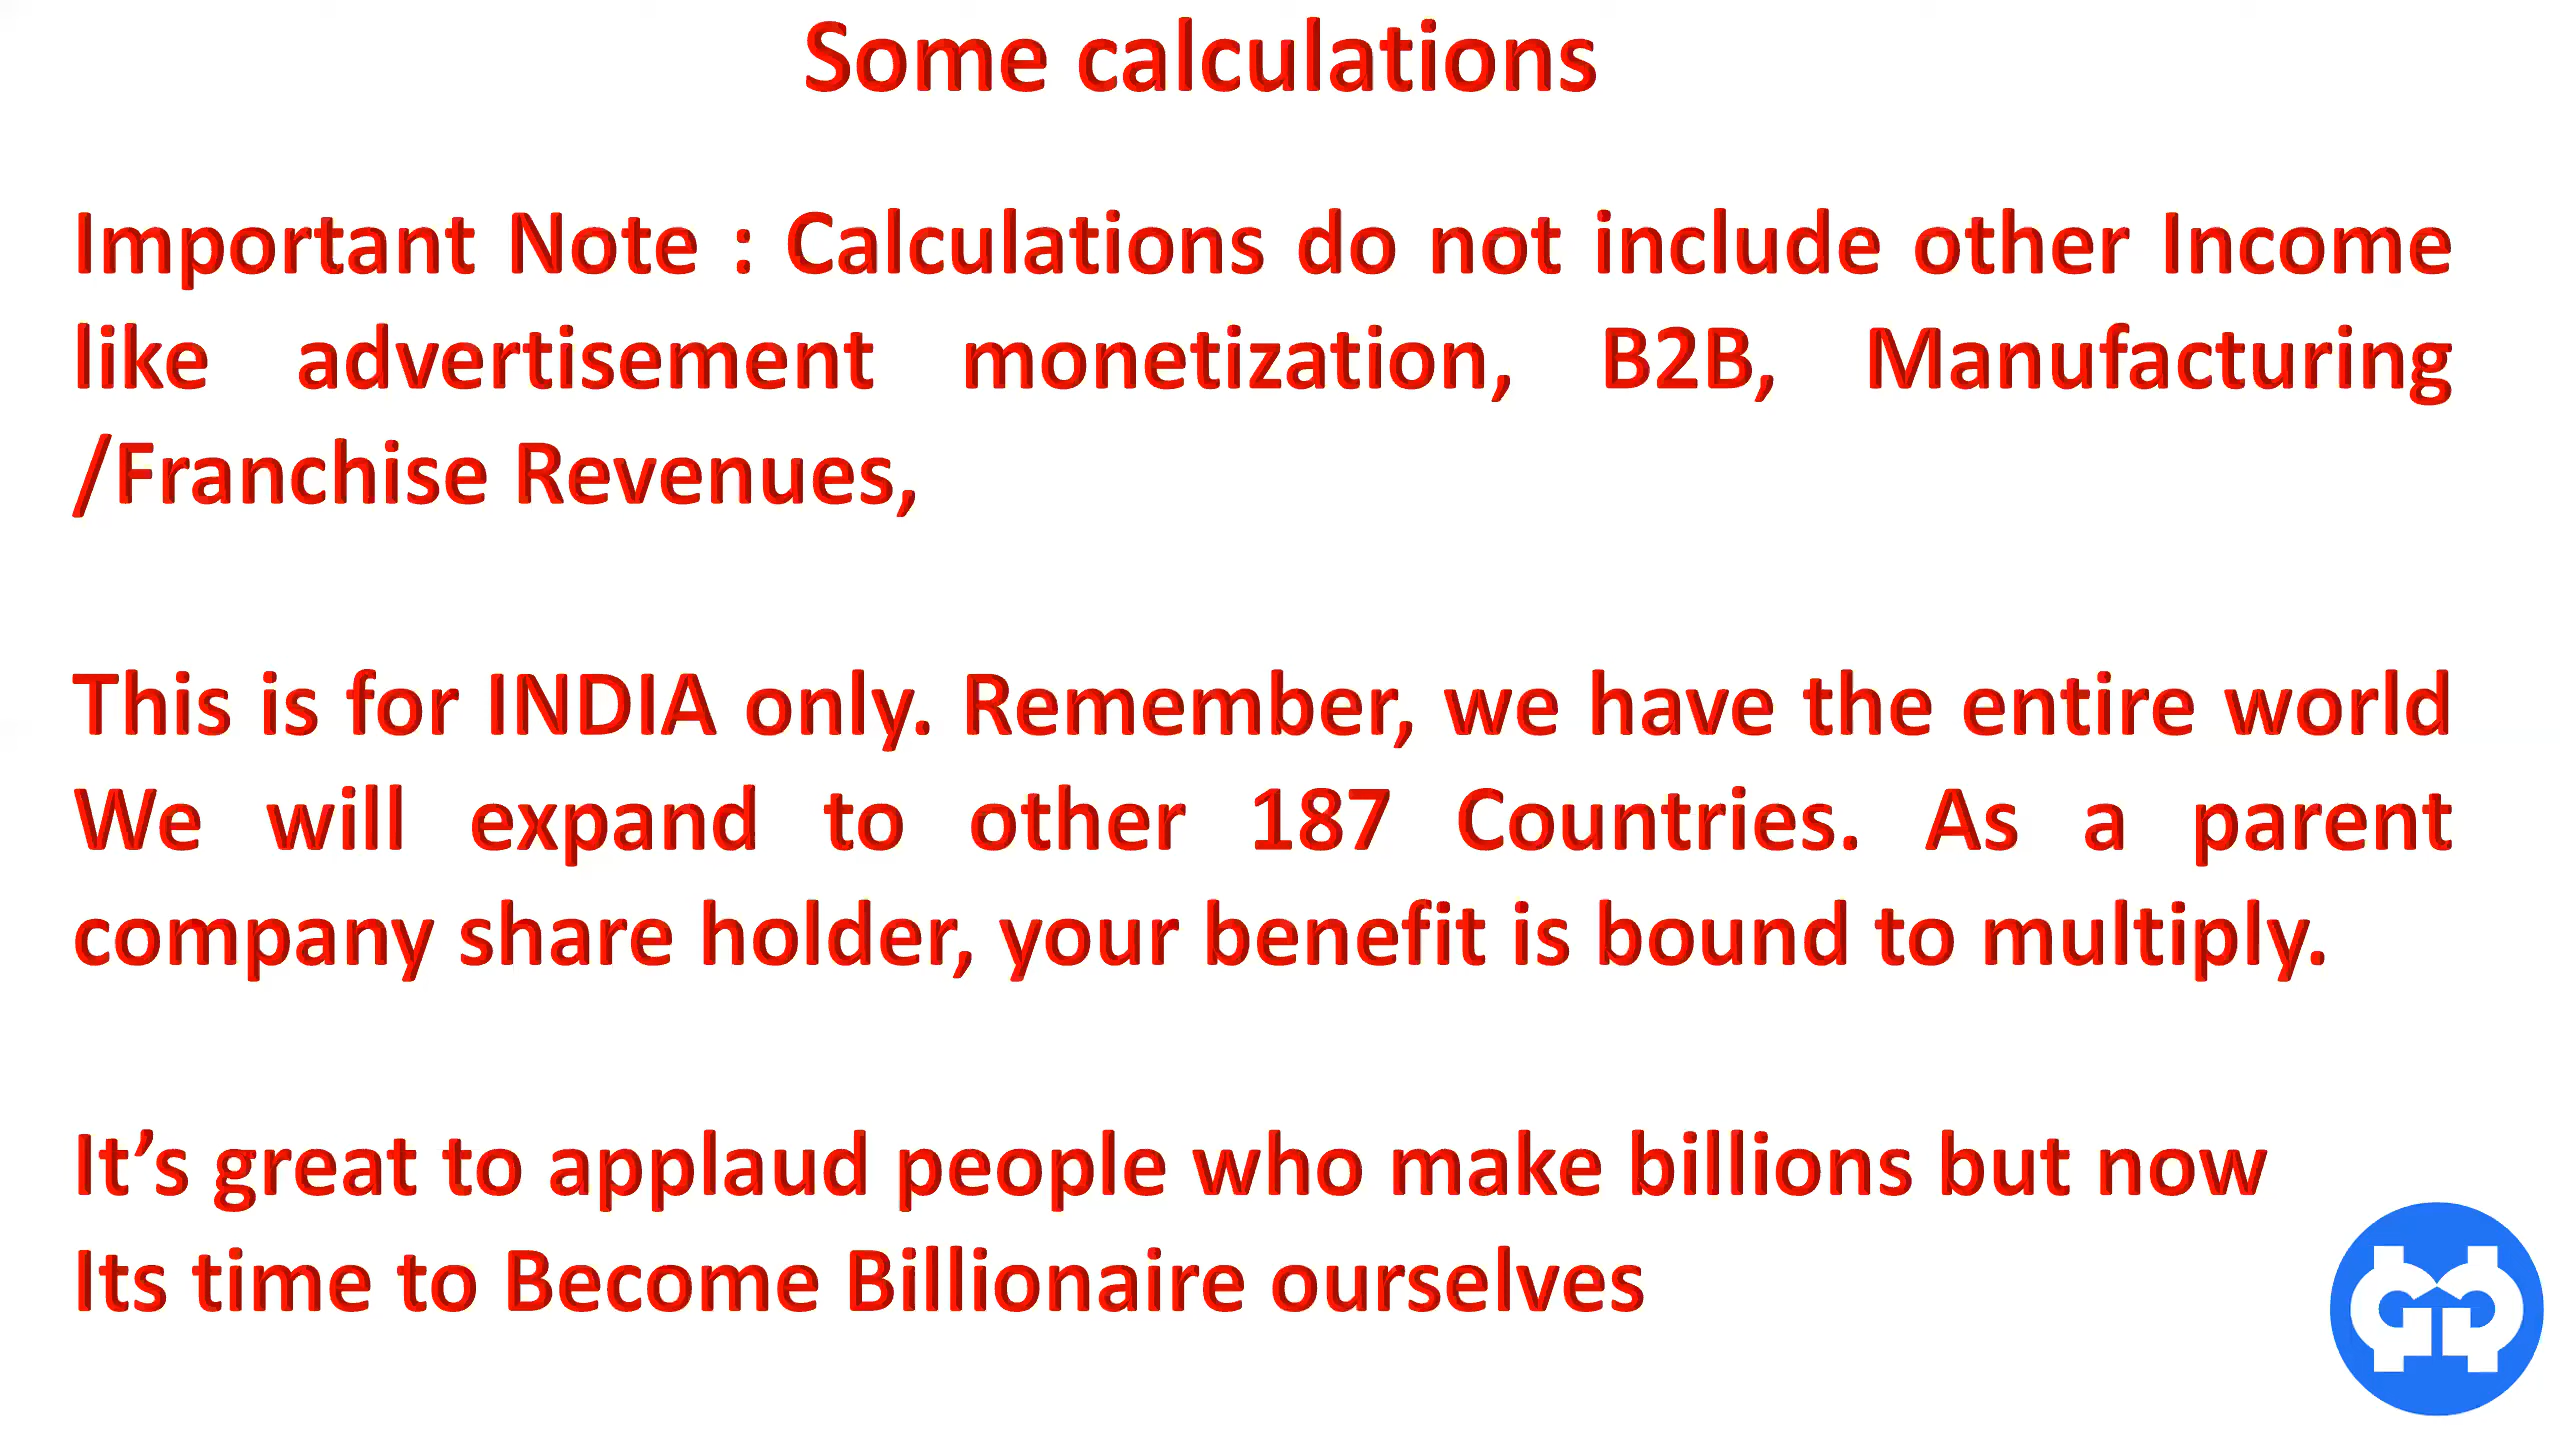 Some calculations
Important Note : Calculations do not include other Income
like advertisement monetization, B2B, Manufacturing
/Franchise Revenues,
This is for INDIA only. Remember, we have the entire world
We will expand to other 187 Countries. As a parent
company share holder, your benefit is bound to multiply.
It’s great to applaud people who make billions but now
Its time to Become Billionaire ourselves